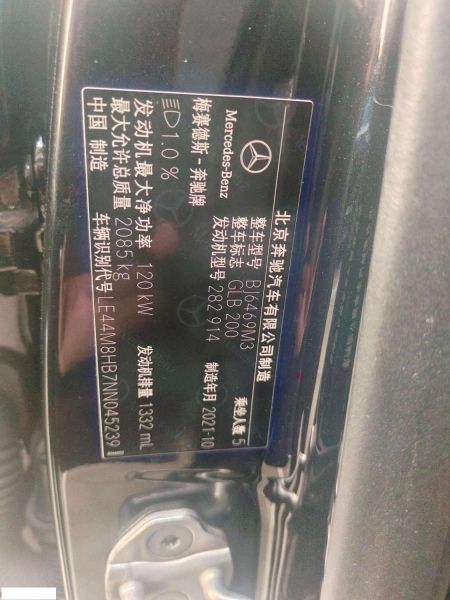 Mercedes-Benz
梅赛德斯-奔驰牌
北京奔驰汽车有限公司制造
整车型号 BJ6469M3
整车标志 GLB 200
发动机型号 282 914
乘坐人数 5
制造年月 2021-10
1.0 %
发动机最大净功率 120 kW
发动机排量 1332 mL
最大允许总质量 2085 kg
中国 制造
车辆识别代号 LE44M8HB7NN045239